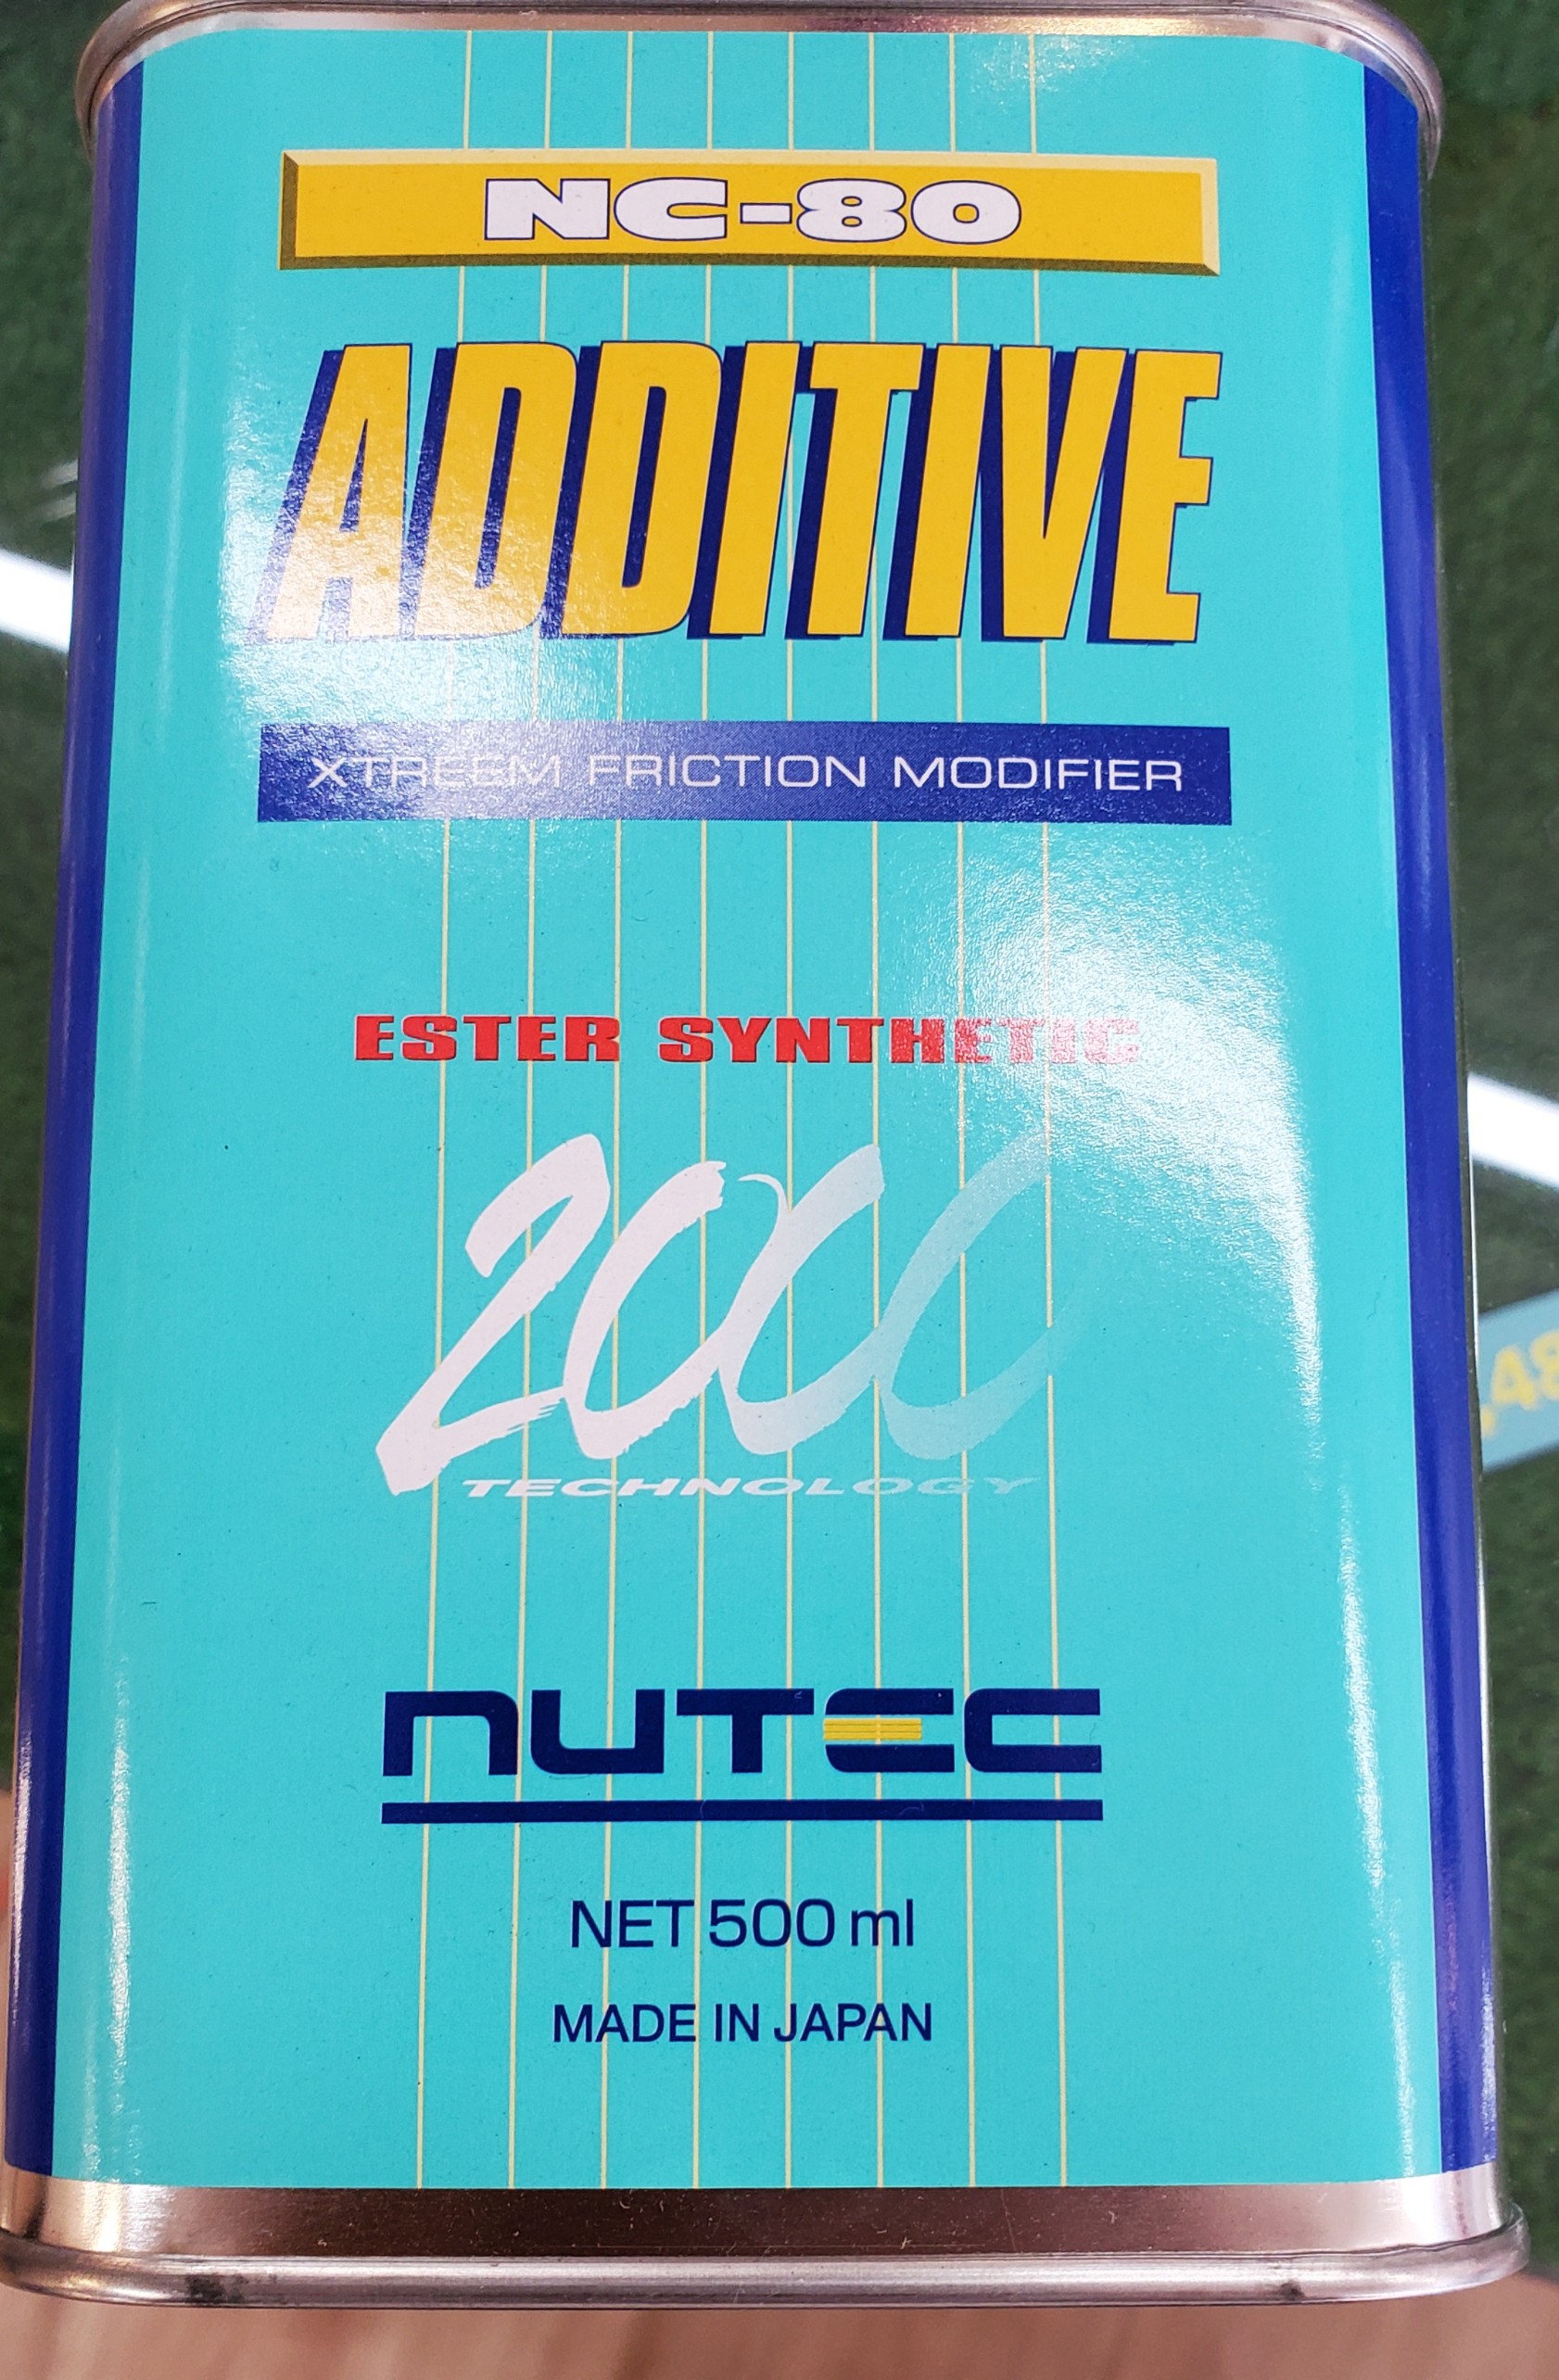 NC-80
ADDITIVE
XTREEM FRICTION MODIFIER
ESTER SYNTHETIC
2000
TECHNOLOGY
NUTEC
NET 500 ml
MADE IN JAPAN